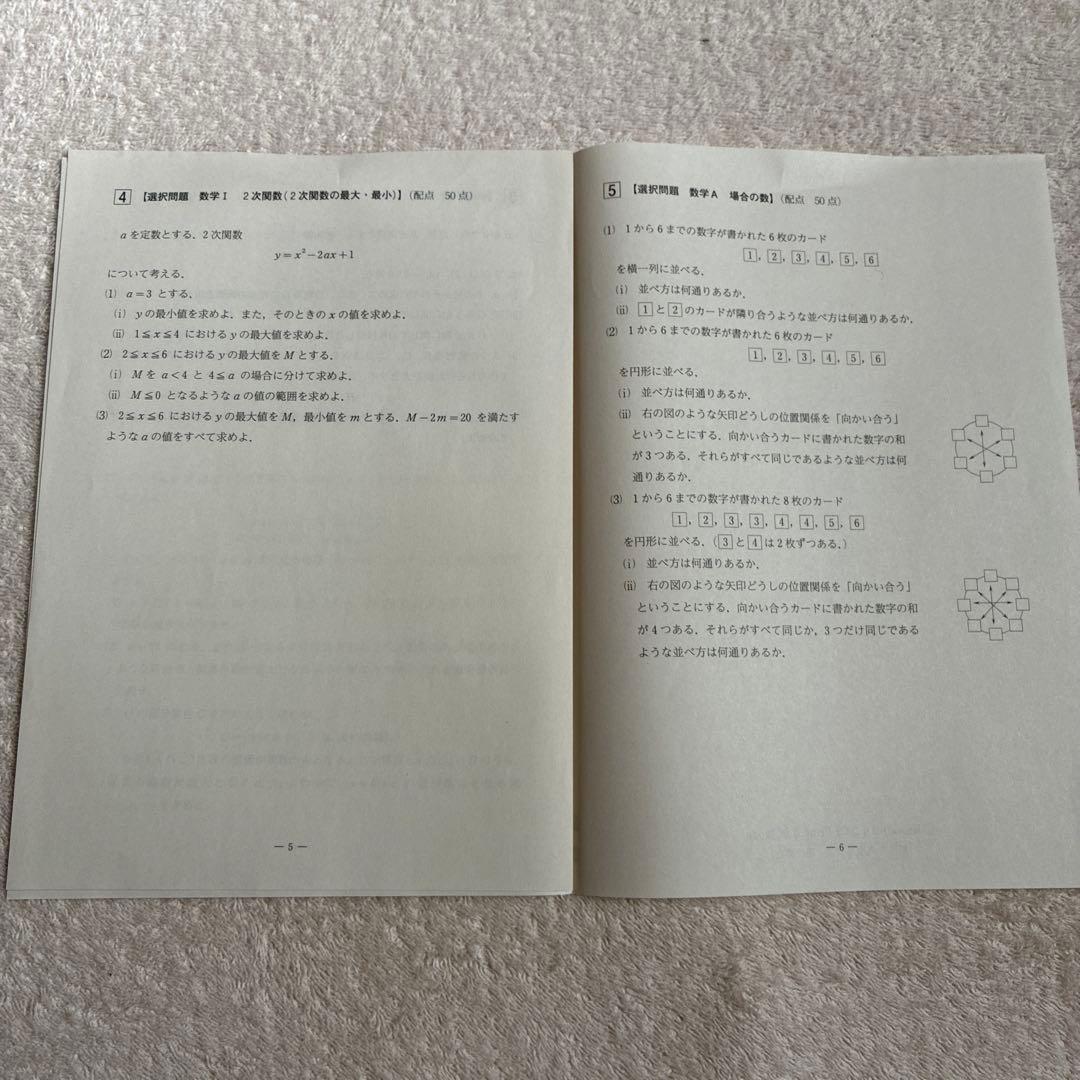 4 【選択問題 数学Ⅰ 2次関数(2次関数の最大・最小)】(配点 50点)
aを定数とする．2次関数
y=x²−2ax+1
について考える．
(1) a=3 とする．
(i) yの最小値を求めよ．また，そのときのxの値を求めよ．
(ii) 1≦x≦4 におけるyの最大値を求めよ．
(2) 2≦x≦6 におけるyの最大値をMとする．
(i) Mを a<4 と 4≦a の場合に分けて求めよ．
(ii) M≦0 となるようなaの値の範囲を求めよ．
(3) 2≦x≦6 におけるyの最大値をM，最小値をmとする．M−2m=20 を満たす
ようなaの値をすべて求めよ．
— 5 —
5 【選択問題 数学A 場合の数】(配点 50点)
(1) 1から6までの数字が書かれた6枚のカード
1，2，3，4，5，6
を横一列に並べる．
(i) 並べ方は何通りあるか．
(ii) 1と2のカードが隣り合うような並べ方は何通りあるか．
(2) 1から6までの数字が書かれた6枚のカード
1，2，3，4，5，6
を円形に並べる．
(i) 並べ方は何通りあるか．
(ii) 右の図のような矢印どうしの位置関係を「向かい合う」
ということにする．向かい合うカードに書かれた数字の和
が3つある．それらがすべて同じであるような並べ方は何
通りあるか．
(3) 1から6までの数字が書かれた8枚のカード
1，2，3，3，4，4，5，6
を円形に並べる．(3と4は2枚ずつある．)
(i) 並べ方は何通りあるか．
(ii) 右の図のような矢印どうしの位置関係を「向かい合う」
ということにする．向かい合うカードに書かれた数字の和
が4つある．それらがすべて同じか，3つだけ同じである
ような並べ方は何通りあるか．
— 6 —